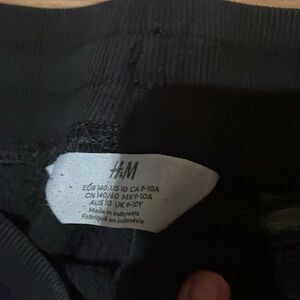 H&M
EUR 140 US 10 CA 9-10A
CN 140/60 MX 9-10A
AUS 10 UK 9-10Y
Made in Indonesia
Fabriqué en Indonésie